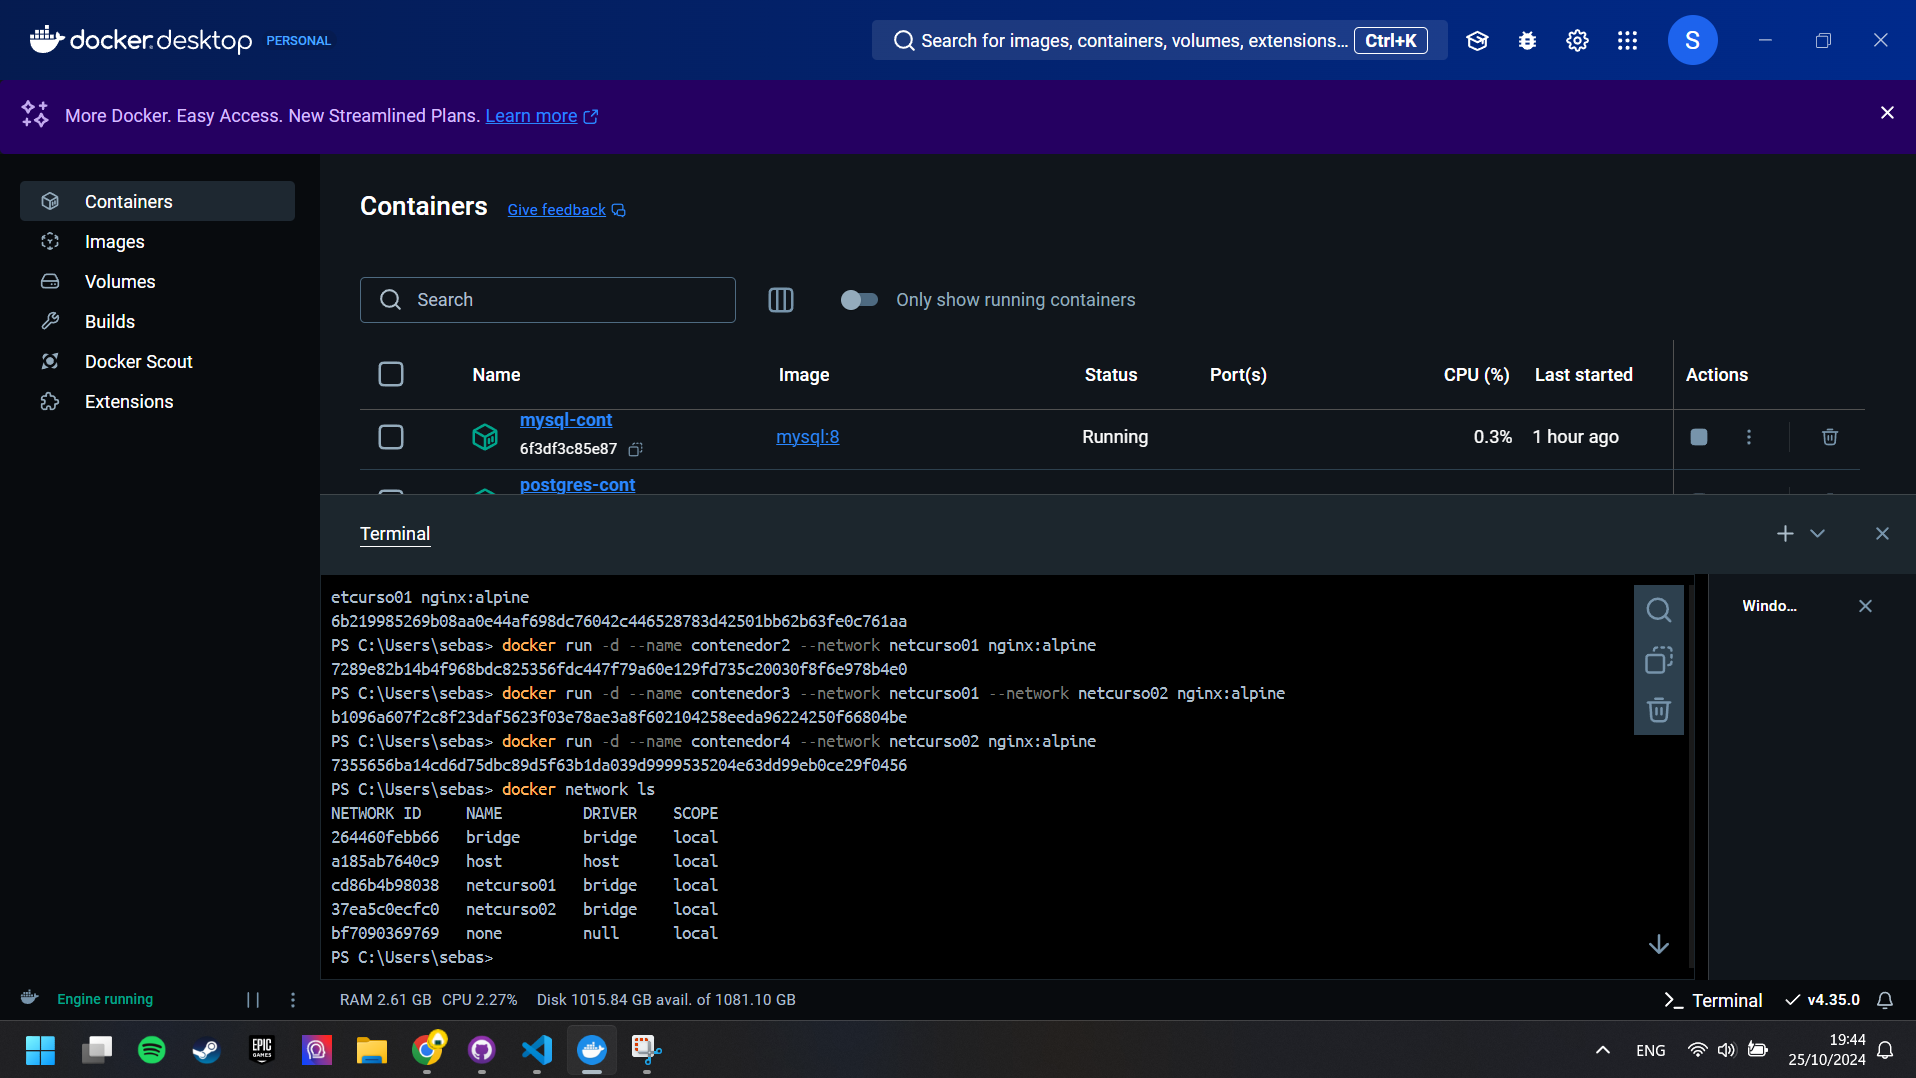 docker.desktop PERSONAL
Search for images, containers, volumes, extensions... Ctrl+K
S
More Docker. Easy Access. New Streamlined Plans. Learn more
Containers
Images
Volumes
Builds
Docker Scout
Extensions
Containers Give feedback
Search
Only show running containers
Name Image Status Port(s) CPU (%) Last started Actions
mysql-cont
6f3df3c85e87
mysql:8 Running 0.3% 1 hour ago
postgres-cont
Terminal
Windo...
etcurso01 nginx:alpine
6b219985269b08aa0e44af698dc76042c446528783d42501bb62b63fe0c761aa
PS C:\Users\sebas> docker run -d --name contenedor2 --network netcurso01 nginx:alpine
7289e82b14b4f968bdc825356fdc447f79a60e129fd735c20030f8f6e978b4e0
PS C:\Users\sebas> docker run -d --name contenedor3 --network netcurso01 --network netcurso02 nginx:alpine
b1096a607f2c8f23daf5623f03e78ae3a8f602104258eeda96224250f66804be
PS C:\Users\sebas> docker run -d --name contenedor4 --network netcurso02 nginx:alpine
7355656ba14cd6d75dbc89d5f63b1da039d9999535204e63dd99eb0ce29f0456
PS C:\Users\sebas> docker network ls
NETWORK ID NAME DRIVER SCOPE
264460febb66 bridge bridge local
a185ab7640c9 host host local
cd86b4b98038 netcurso01 bridge local
37ea5c0ecfc0 netcurso02 bridge local
bf7090369769 none null local
PS C:\Users\sebas>
Engine running
RAM 2.61 GB CPU 2.27% Disk 1015.84 GB avail. of 1081.10 GB
Terminal
v4.35.0
EPIC
GAMES
ENG
19:44
25/10/2024